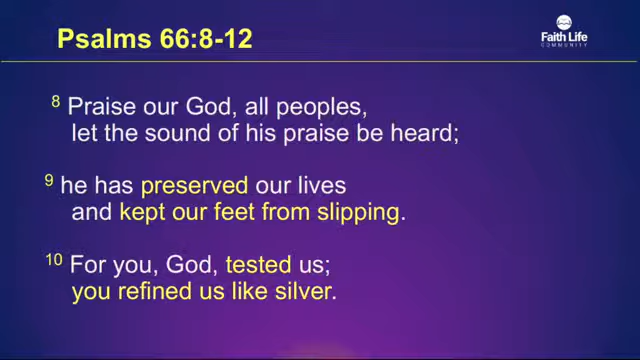 Psalms 66:8-12
Faith Life
COMMUNITY
8 Praise our God, all peoples,
let the sound of his praise be heard;
9 he has preserved our lives
and kept our feet from slipping.
10 For you, God, tested us;
you refined us like silver.